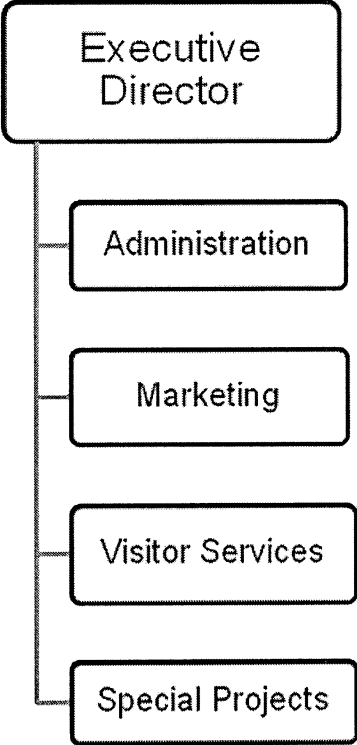 Executive
Director
Administration
Marketing
Visitor Services
Special Projects